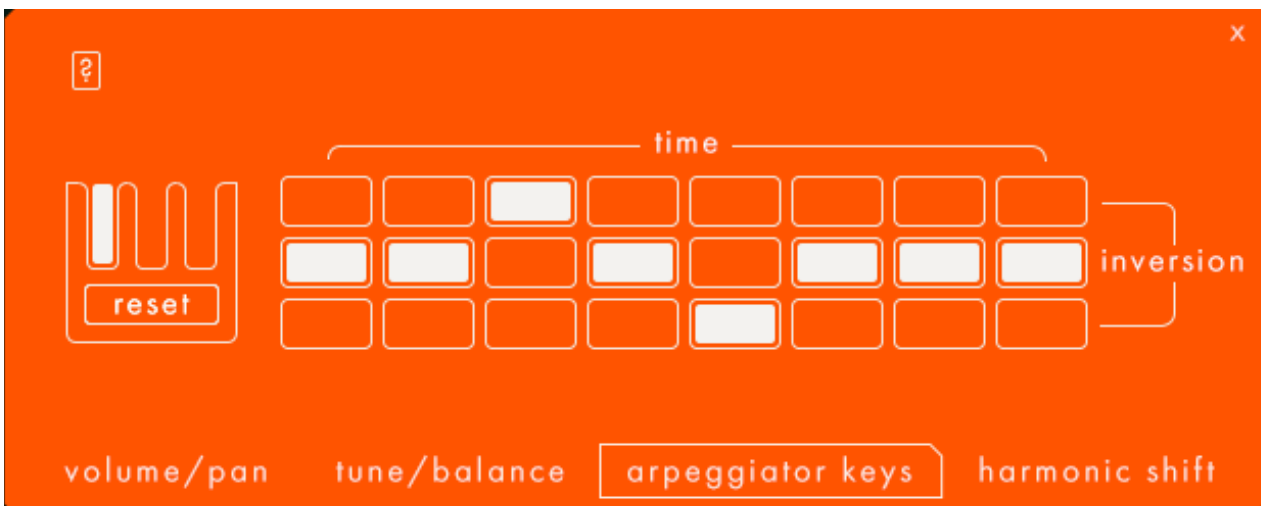 x
?
time
inversion
reset
volume/pan tune/balance arpeggiator keys harmonic shift